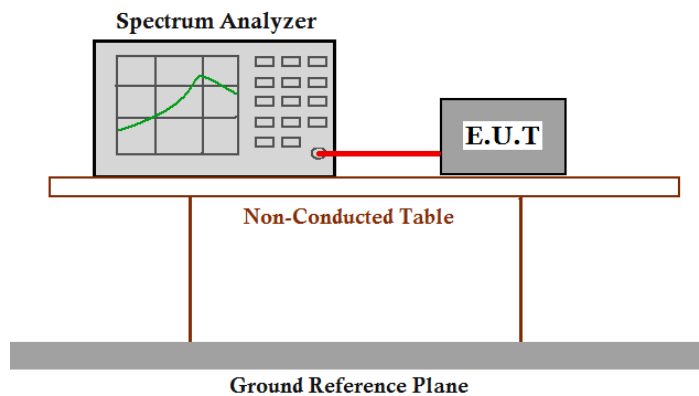 Spectrum Analyzer
E.U.T
Non-Conducted Table
Ground Reference Plane